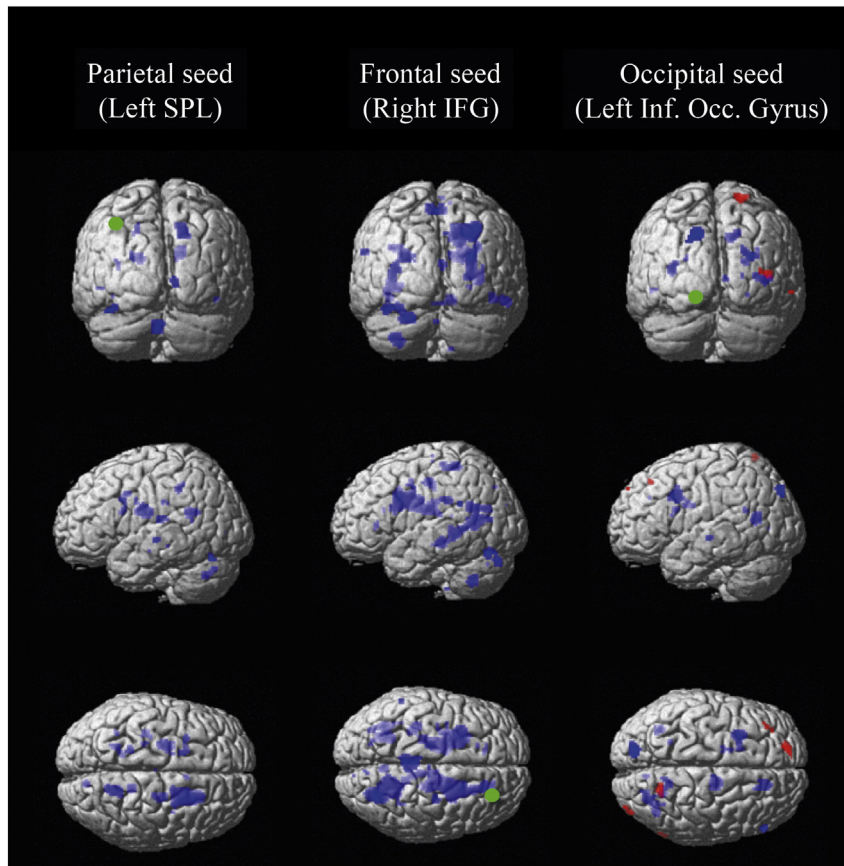 Parietal seed
(Left SPL)
Frontal seed
(Right IFG)
Occipital seed
(Left Inf. Occ. Gyrus)